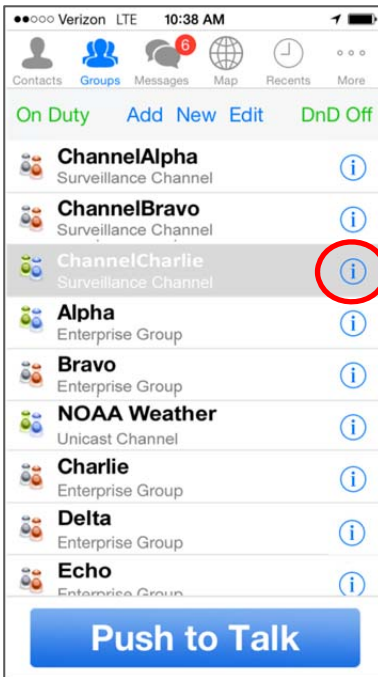 Verizon LTE 10:38 AM
6
Contacts Groups Messages Map Recents More
On Duty Add New Edit DnD Off
ChannelAlpha
Surveillance Channel
ChannelBravo
Surveillance Channel
ChannelCharlie
Surveillance Channel
Alpha
Enterprise Group
Bravo
Enterprise Group
NOAA Weather
Unicast Channel
Charlie
Enterprise Group
Delta
Enterprise Group
Echo
Enterprise Group
Push to Talk